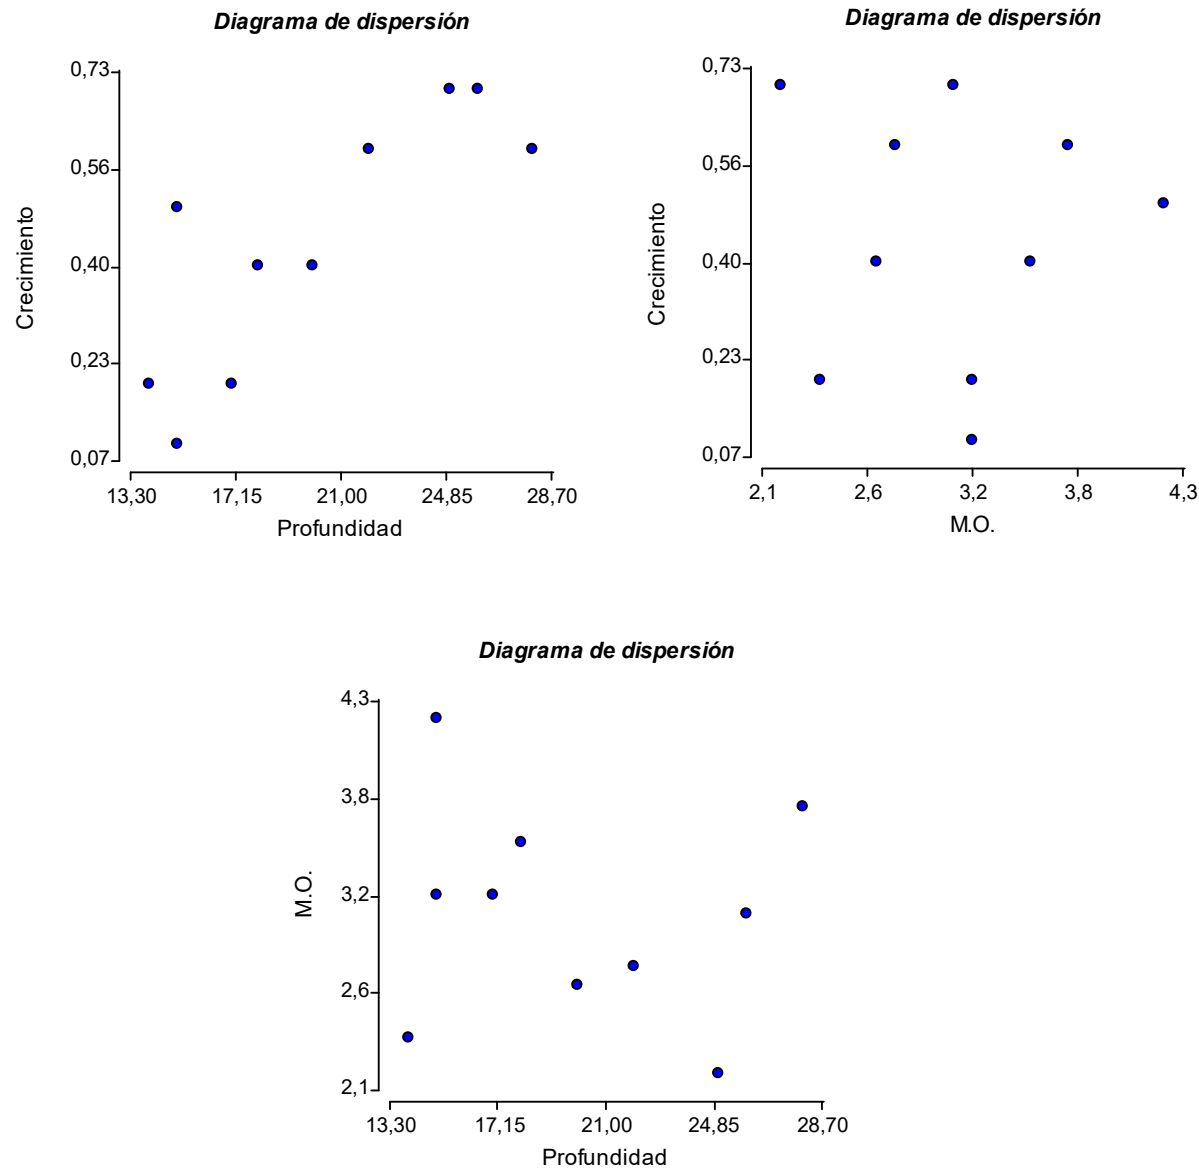 Diagrama de dispersión
0,73
0,56
0,40
0,23
0,07
Crecimiento
13,30 17,15 21,00 24,85 28,70
Profundidad
Diagrama de dispersión
0,73
0,56
0,40
0,23
0,07
Crecimiento
2,1 2,6 3,2 3,8 4,3
M.O.
Diagrama de dispersión
4,3
3,8
3,2
2,6
2,1
M.O.
13,30 17,15 21,00 24,85 28,70
Profundidad